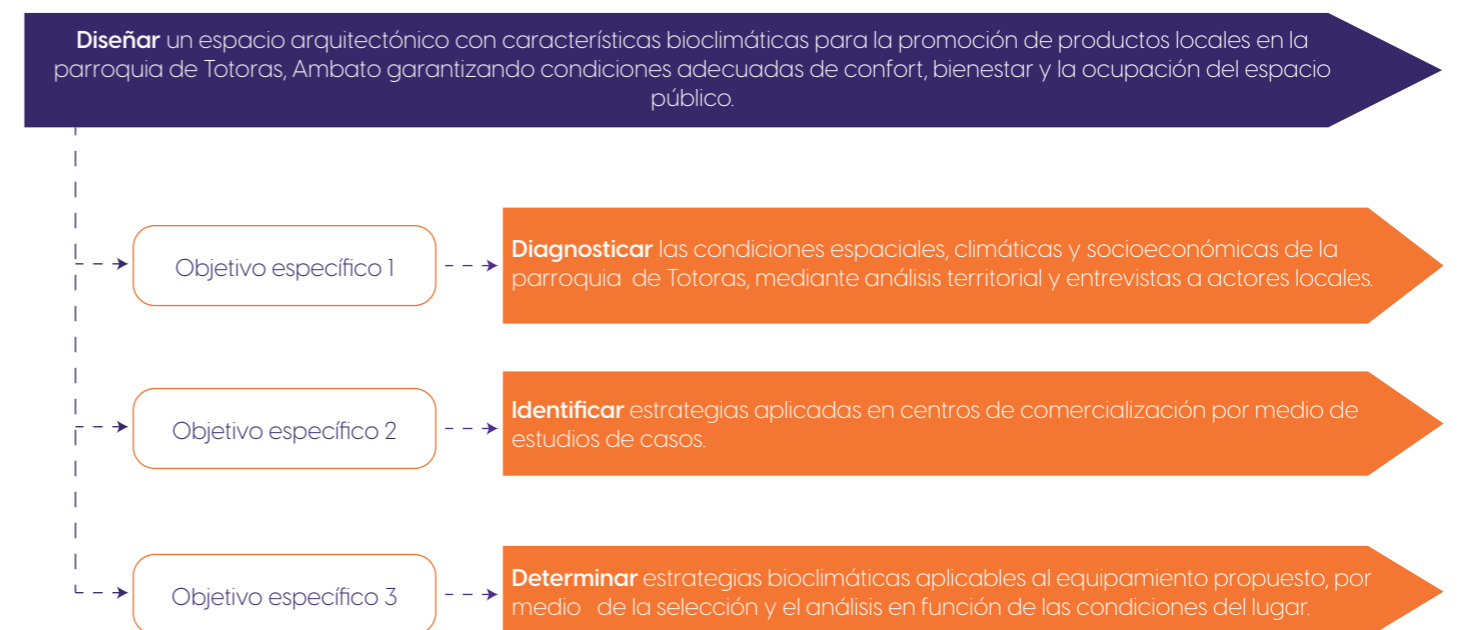 Diseñar un espacio arquitectónico con características bioclimáticas para la promoción de productos locales en la
parroquia de Totoras, Ambato garantizando condiciones adecuadas de confort, bienestar y la ocupación del espacio
público.
Objetivo específico 1
Diagnosticar las condiciones espaciales, climáticas y socioeconómicas de la
parroquia de Totoras, mediante análisis territorial y entrevistas a actores locales.
Objetivo específico 2
Identificar estrategias aplicadas en centros de comercialización por medio de
estudios de casos.
Objetivo específico 3
Determinar estrategias bioclimáticas aplicables al equipamiento propuesto, por
medio de la selección y el análisis en función de las condiciones del lugar.